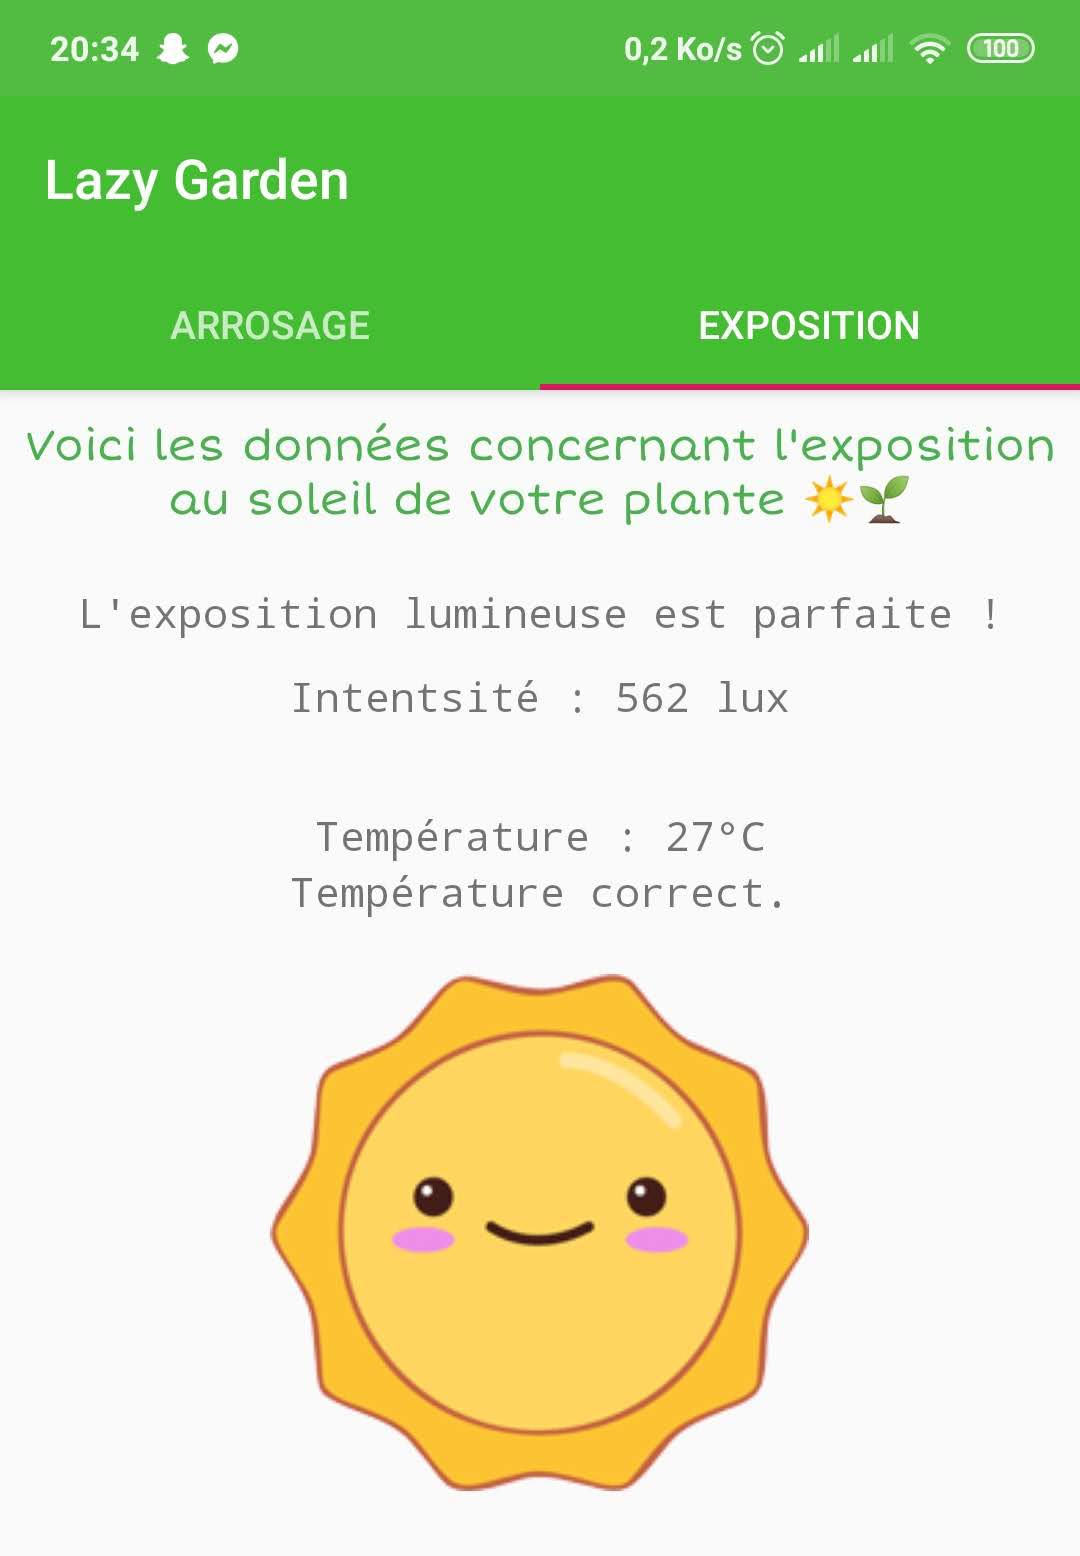 20:34 0,2 Ko/s 100
Lazy Garden
ARROSAGE EXPOSITION
Voici les données concernant l'exposition
au soleil de votre plante ☀️🌱
L'exposition lumineuse est parfaite !
Intentsité : 562 lux
Température : 27°C
Température correct.